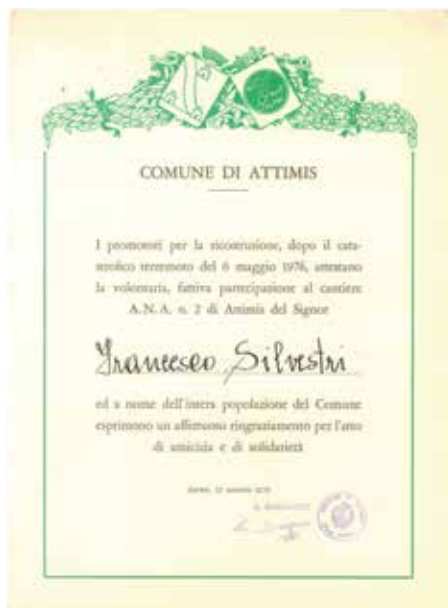 COMUNE DI ATTIMIS
I promotori per la ricostruzione, dopo il cata-
strofico terremoto del 6 maggio 1976, attestano
la volontaria, fattiva partecipazione al cantiere
A.N.A. n. 2 di Attimis del Signor
Francesco Silvestri
ed a nome dell'intera popolazione del Comune
esprimono un affettuoso ringraziamento per l'atto
di amicizia e di solidarietà